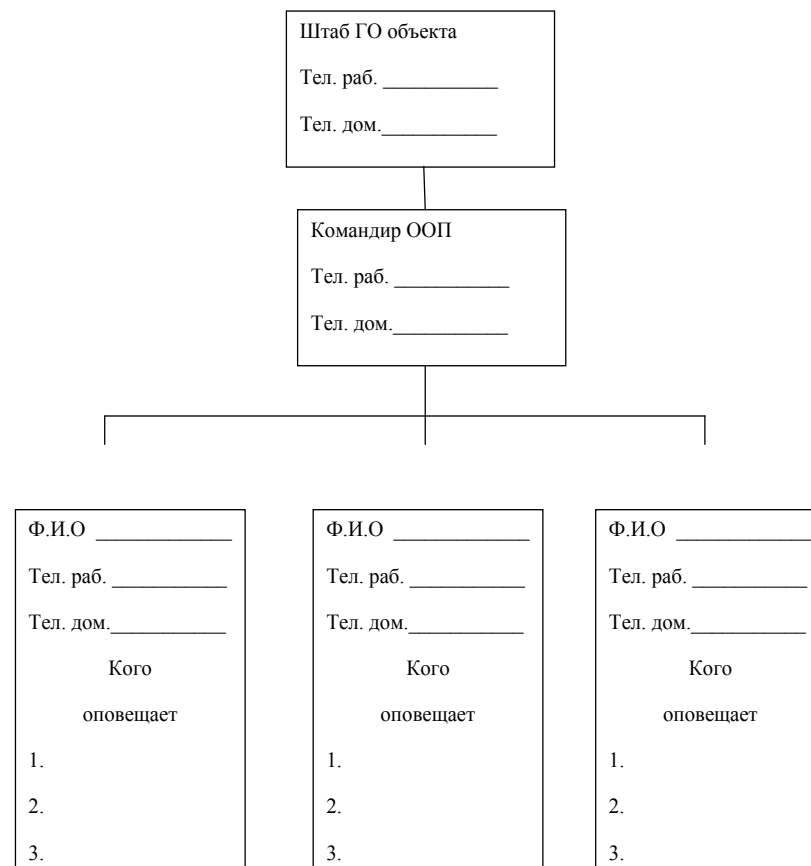 Штаб ГО объекта
Тел. раб. ___________
Тел. дом.___________
Командир ООП
Тел. раб. ___________
Тел. дом.___________
Ф.И.О _____________
Тел. раб. ___________
Тел. дом.___________
Кого
оповещает
1.
2.
3.
Ф.И.О _____________
Тел. раб. ___________
Тел. дом.___________
Кого
оповещает
1.
2.
3.
Ф.И.О _____________
Тел. раб. ___________
Тел. дом.___________
Кого
оповещает
1.
2.
3.